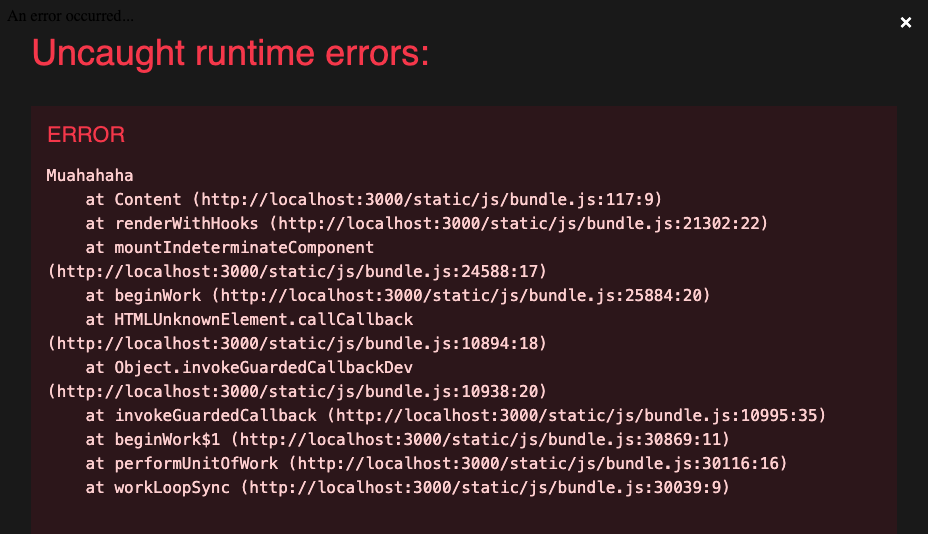 An error occurred...
×
Uncaught runtime errors:
ERROR
Muahahaha
at Content (http://localhost:3000/static/js/bundle.js:117:9)
at renderWithHooks (http://localhost:3000/static/js/bundle.js:21302:22)
at mountIndeterminateComponent
(http://localhost:3000/static/js/bundle.js:24588:17)
at beginWork (http://localhost:3000/static/js/bundle.js:25884:20)
at HTMLUnknownElement.callCallback
(http://localhost:3000/static/js/bundle.js:10894:18)
at Object.invokeGuardedCallbackDev
(http://localhost:3000/static/js/bundle.js:10938:20)
at invokeGuardedCallback (http://localhost:3000/static/js/bundle.js:10995:35)
at beginWork$1 (http://localhost:3000/static/js/bundle.js:30869:11)
at performUnitOfWork (http://localhost:3000/static/js/bundle.js:30116:16)
at workLoopSync (http://localhost:3000/static/js/bundle.js:30039:9)